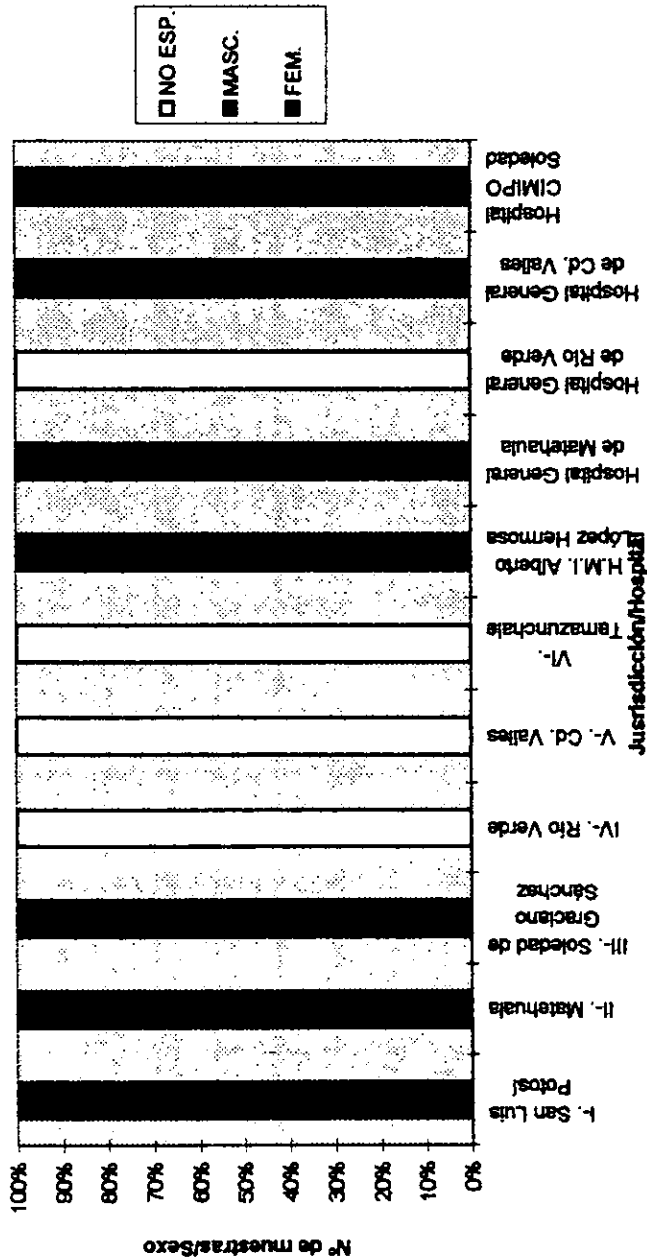 100%
90%
80%
70%
60%
50%
40%
30%
20%
10%
0%
Nº de muestras/Sexo
I-. San Luis
Potosí
II-. Matehuala
III-. Soledad de
Graciano
Sánchez
IV-. Río Verde
V-. Cd. Valles
VI-.
Tamazunchale
H.M.I. Alberto
López Hermosa
Hospital General
de Matehaula
Hospital General
de Río Verde
Hospital General
de Cd. Valles
Hospital
CIMIPO
Soledad
Jusrisdicción/Hospital
NO ESP.
MASC.
FEM.